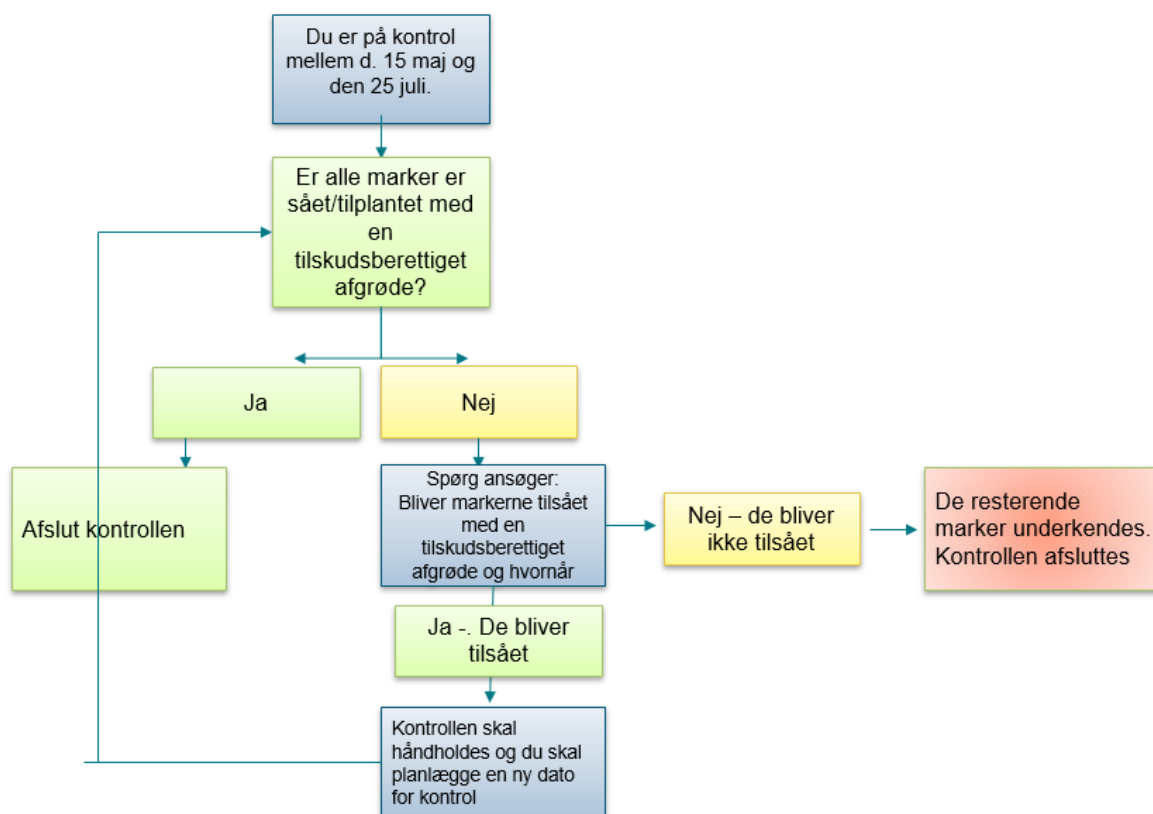 Du er på kontrol
mellem d. 15 maj og
den 25 juli.
Er alle marker er
sået/tilplantet med
en
tilskudsberettiget
afgrøde?
Ja
Nej
Afslut kontrollen
Spørg ansøger:
Bliver markerne tilsået
med en
tilskudsberettiget
afgrøde og hvornår
Nej – de bliver
ikke tilsået
De resterende
marker underkendes.
Kontrollen afsluttes
Ja -. De bliver
tilsået
Kontrollen skal
håndholdes og du skal
planlægge en ny dato
for kontrol